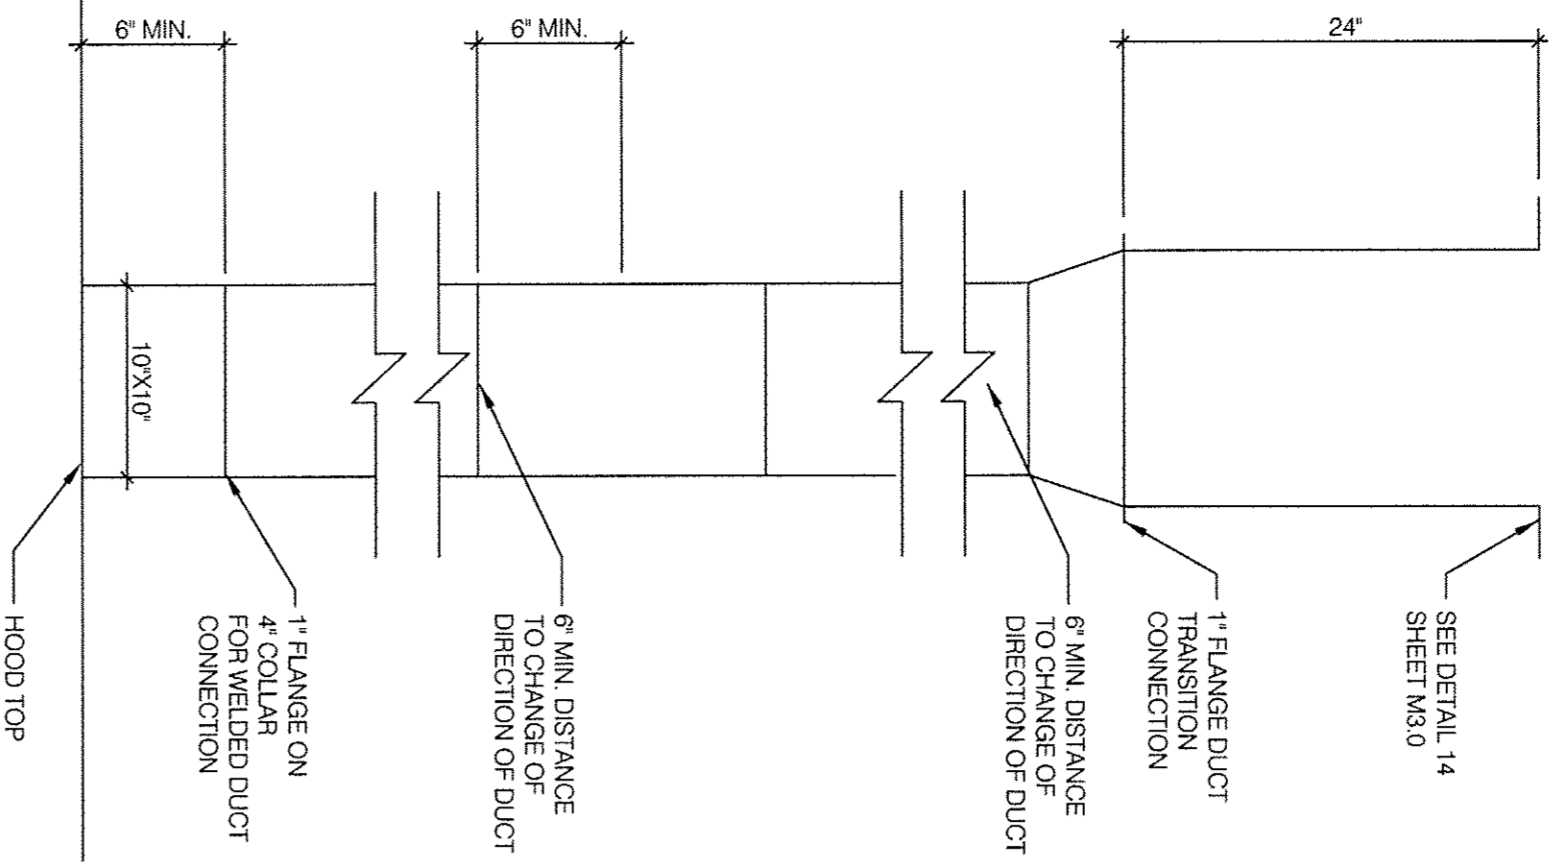 6" MIN.
6" MIN.
24"
10"X10"
SEE DETAIL 14
SHEET M3.0
1" FLANGE DUCT
TRANSITION
CONNECTION
6" MIN. DISTANCE
TO CHANGE OF
DIRECTION OF DUCT
6" MIN. DISTANCE
TO CHANGE OF
DIRECTION OF DUCT
1" FLANGE ON
4" COLLAR
FOR WELDED DUCT
CONNECTION
HOOD TOP